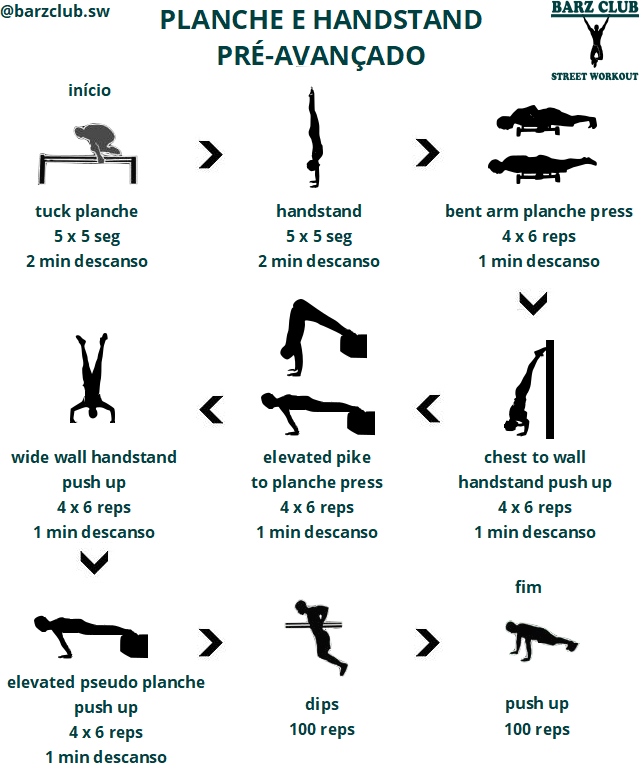 @barzclub.sw
PLANCHE E HANDSTAND
PRÉ-AVANÇADO
BARZ CLUB
STREET WORKOUT
início
tuck planche
5 x 5 seg
2 min descanso
handstand
5 x 5 seg
2 min descanso
bent arm planche press
4 x 6 reps
1 min descanso
chest to wall
handstand push up
4 x 6 reps
1 min descanso
elevated pike
to planche press
4 x 6 reps
1 min descanso
wide wall handstand
push up
4 x 6 reps
1 min descanso
elevated pseudo planche
push up
4 x 6 reps
1 min descanso
dips
100 reps
fim
push up
100 reps